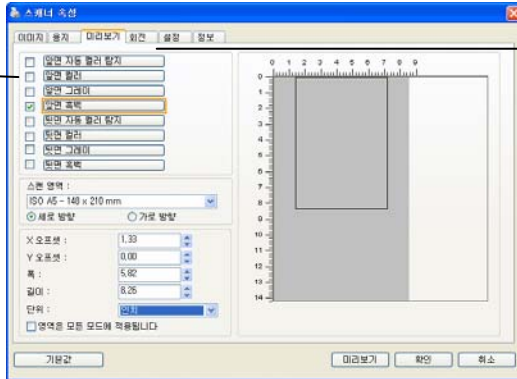 스캐너 속성
이미지 용지 미리보기 회전 설정 정보
앞면 자동 컬러 탐지
앞면 컬러
앞면 그레이
앞면 흑백
뒷면 자동 컬러 탐지
뒷면 컬러
뒷면 그레이
뒷면 흑백
스캔 영역 :
ISO A5 - 148 x 210 mm
세로 방향 가로 방향
X 오프셋 : 1.33
Y 오프셋 : 0.00
폭 : 5.82
길이 : 8.26
단위 : 인치
영역은 모든 모드에 적용됩니다
0 1 2 3 4 5 6 7 8 9
0
1
2
3
4
5
6
7
8
9
10
11
12
13
14
기본값 미리보기 확인 취소